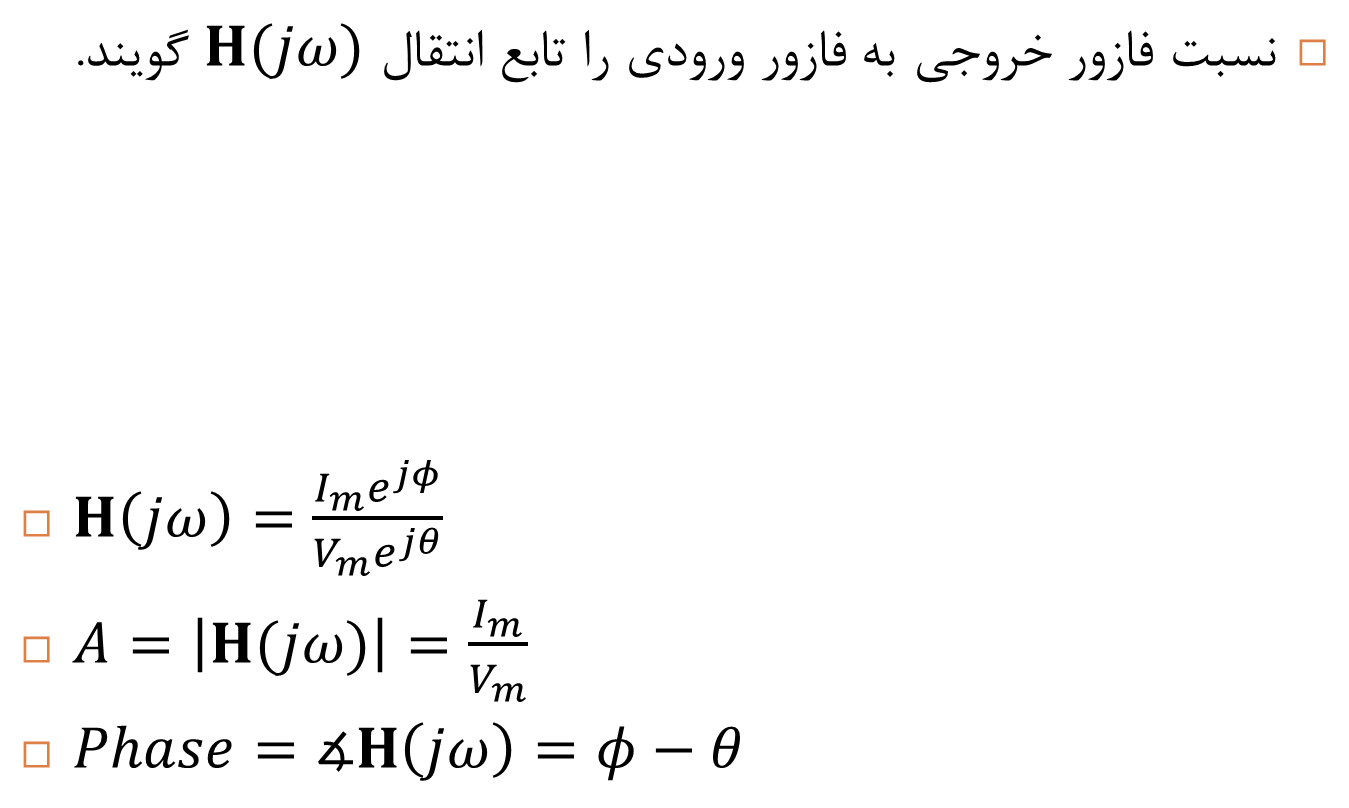 نسبت فازور خروجی به فازور ورودی را تابع انتقال H(jω) گویند.
H(jω) = I_m e^{jϕ} / V_m e^{jθ}
A = |H(jω)| = I_m / V_m
Phase = ∡H(jω) = ϕ − θ